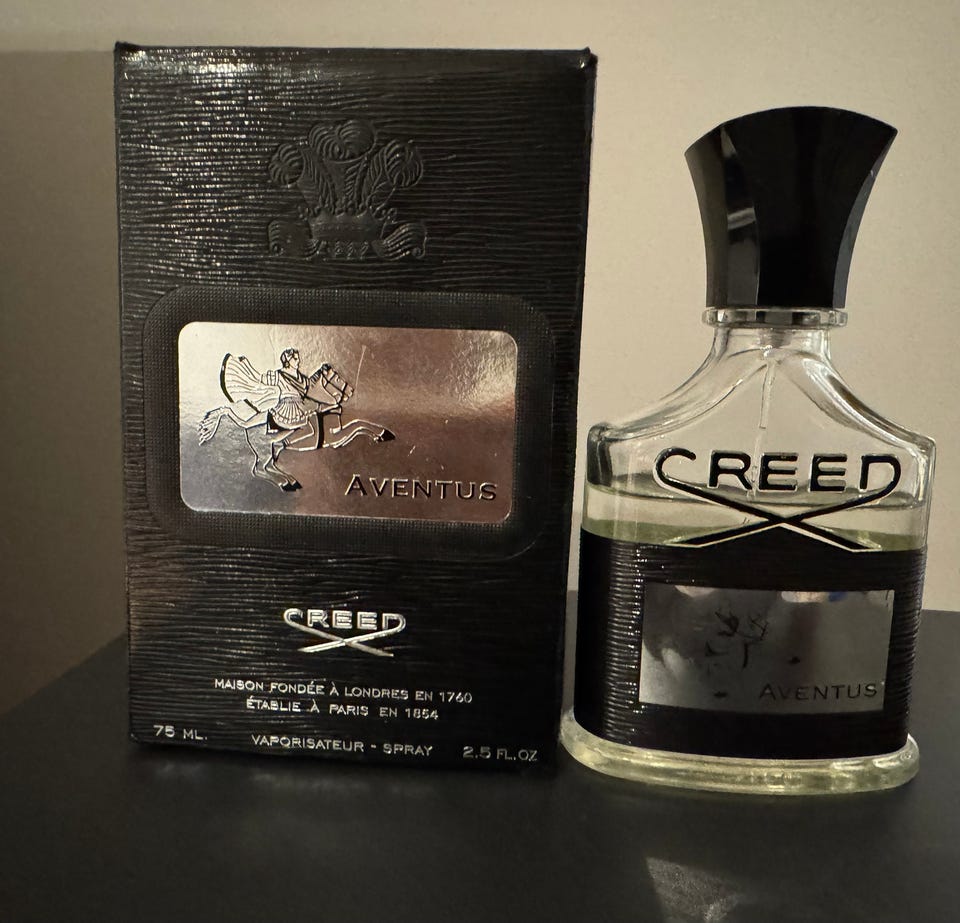 AVENTUS
CREED
MAISON FONDÉE À LONDRES EN 1760
ÉTABLIE À PARIS EN 1854
75 ML. VAPORISATEUR - SPRAY 2.5 FL.OZ
CREED
AVENTUS